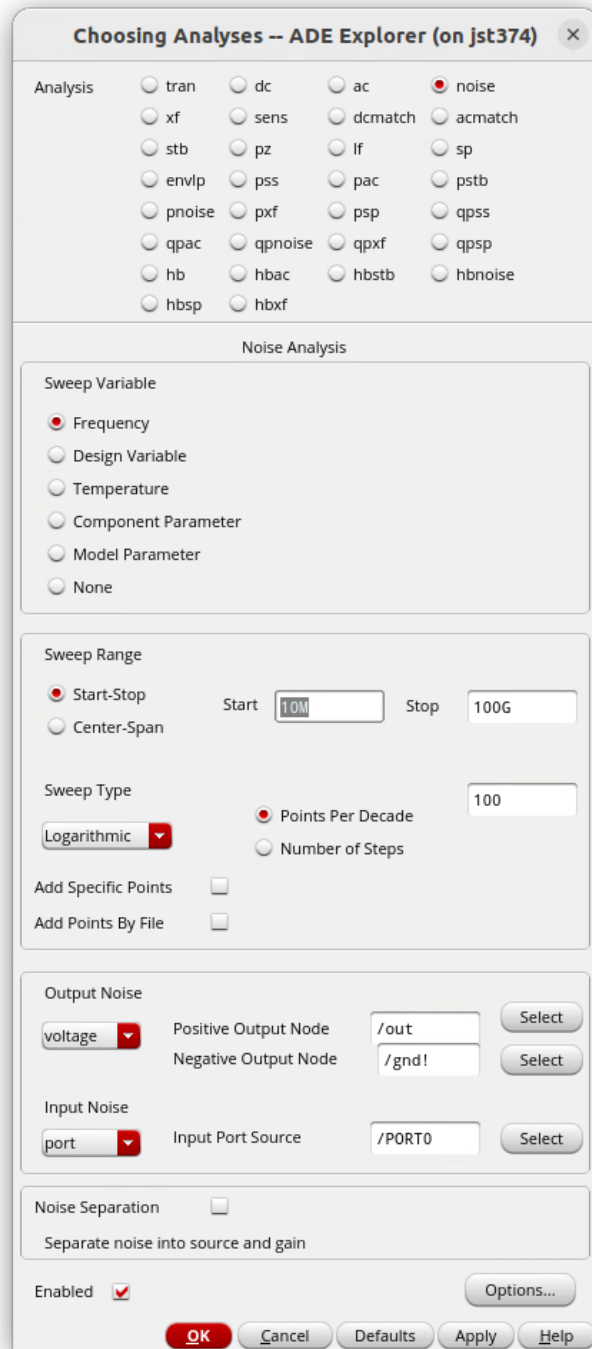 Choosing Analyses -- ADE Explorer (on jst374)
Analysis tran dc ac noise
xf sens dcmatch acmatch
stb pz lf sp
envlp pss pac pstb
pnoise pxf psp qpss
qpac qpnoise qpxf qpsp
hb hbac hbstb hbnoise
hbsp hbxf
Noise Analysis
Sweep Variable
Frequency
Design Variable
Temperature
Component Parameter
Model Parameter
None
Sweep Range
Start-Stop Start 10M Stop 100G
Center-Span
Sweep Type 100
Points Per Decade
Logarithmic
Number of Steps
Add Specific Points
Add Points By File
Output Noise
voltage Positive Output Node /out Select
Negative Output Node /gnd! Select
Input Noise
port Input Port Source /PORT0 Select
Noise Separation
Separate noise into source and gain
Enabled Options...
OK Cancel Defaults Apply Help